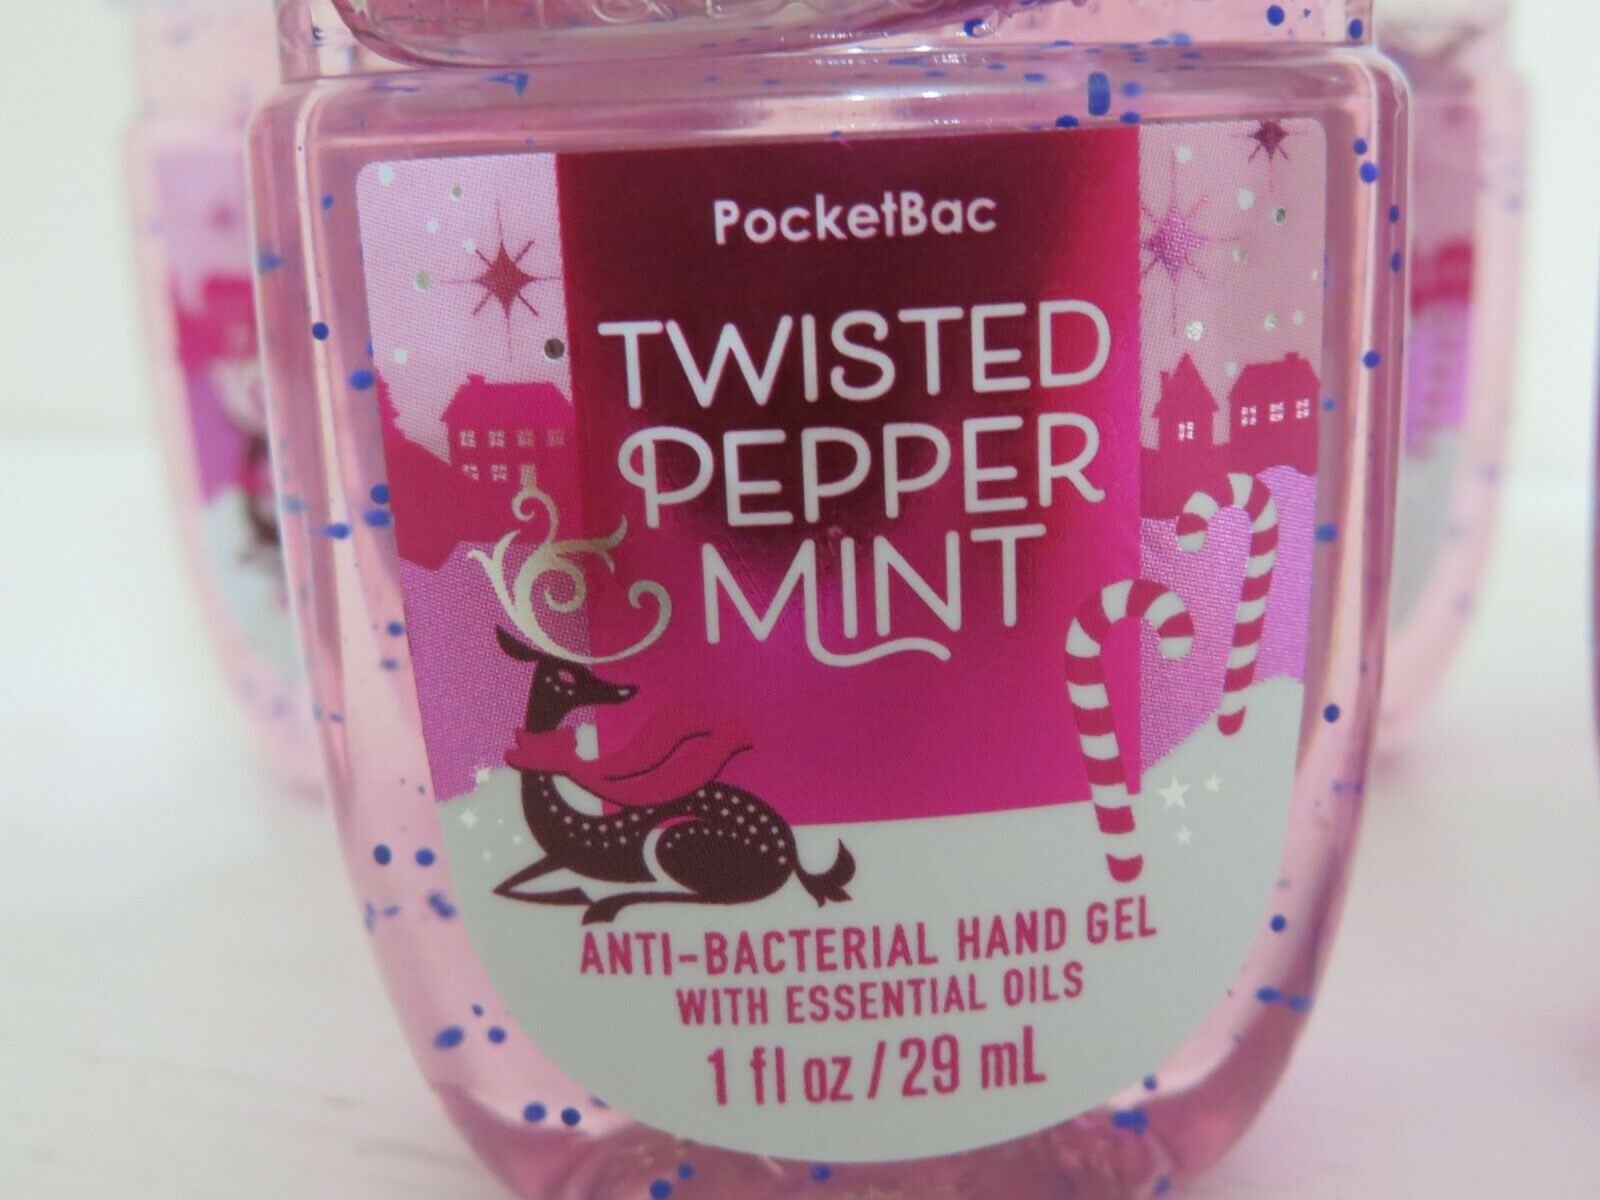 PocketBac
TWISTED
PEPPER
MINT
ANTI-BACTERIAL HAND GEL
WITH ESSENTIAL OILS
1 fl oz / 29 mL